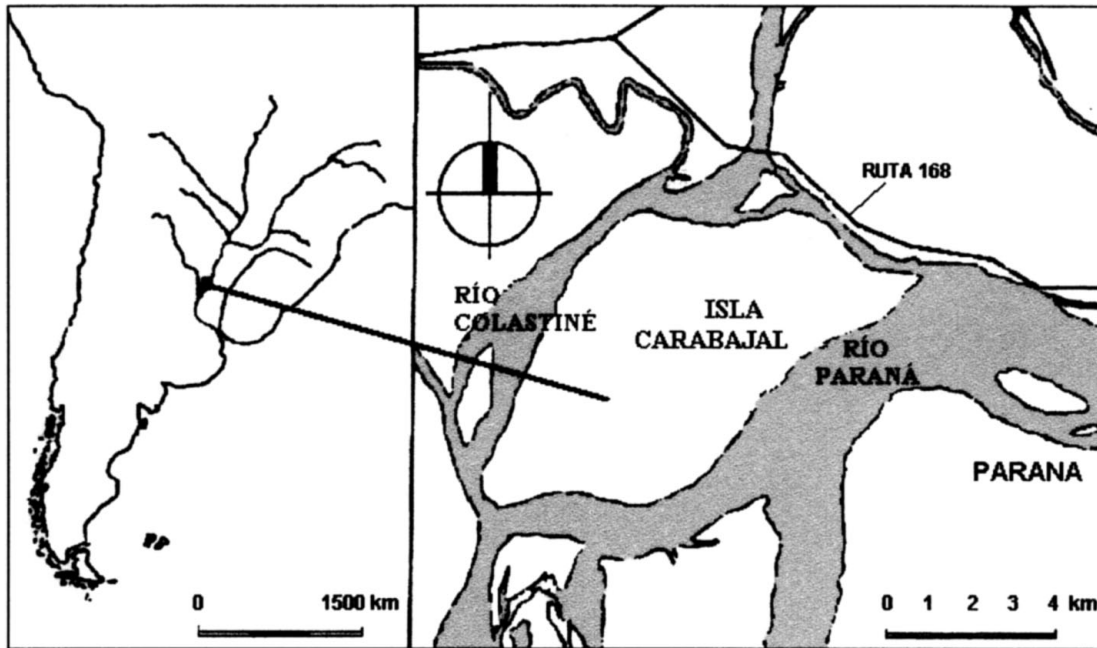 0 1500 km
RUTA 168
RÍO
COLASTINÉ
ISLA
CARABAJAL
RÍO
PARANÁ
PARANA
0 1 2 3 4 km